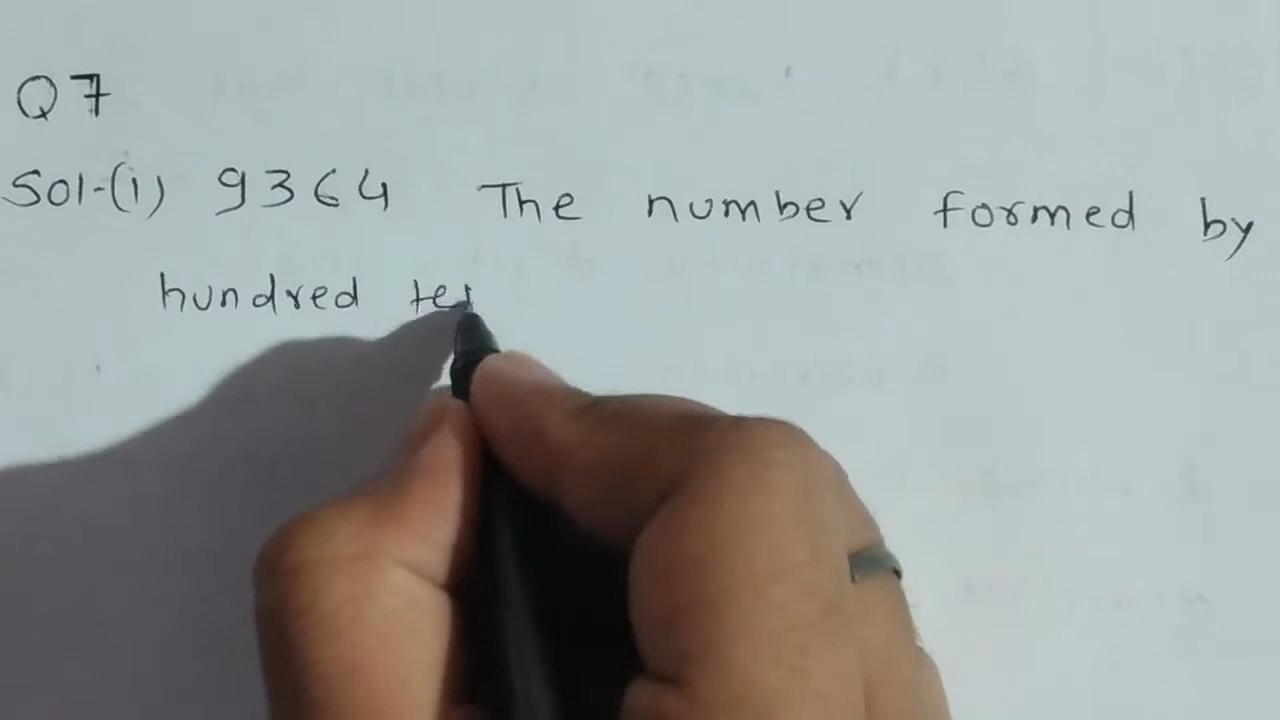 Q7
Sol-(i) 9364 The number formed by
hundred